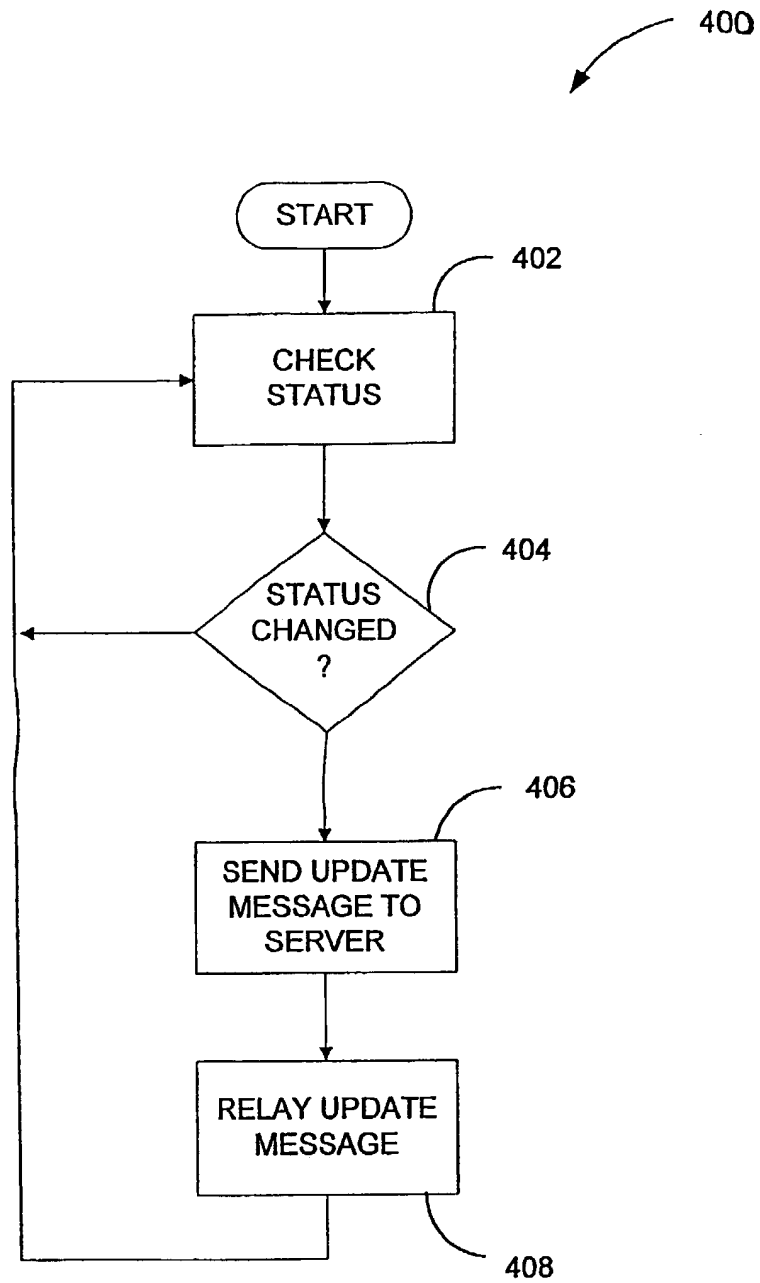 400
START
402
CHECK
STATUS
404
STATUS
CHANGED
?
406
SEND UPDATE
MESSAGE TO
SERVER
RELAY UPDATE
MESSAGE
408